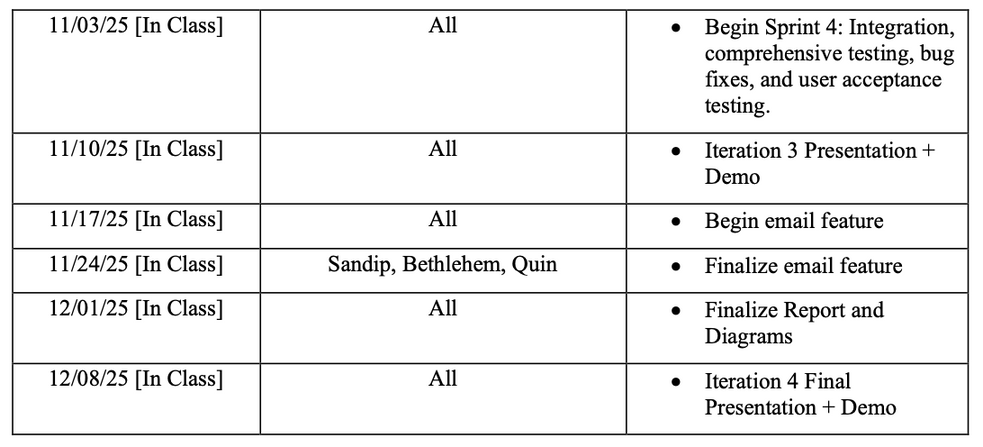 11/03/25 [In Class] All • Begin Sprint 4: Integration,
comprehensive testing, bug
fixes, and user acceptance
testing.
11/10/25 [In Class] All • Iteration 3 Presentation +
Demo
11/17/25 [In Class] All • Begin email feature
11/24/25 [In Class] Sandip, Bethlehem, Quin • Finalize email feature
12/01/25 [In Class] All • Finalize Report and
Diagrams
12/08/25 [In Class] All • Iteration 4 Final
Presentation + Demo